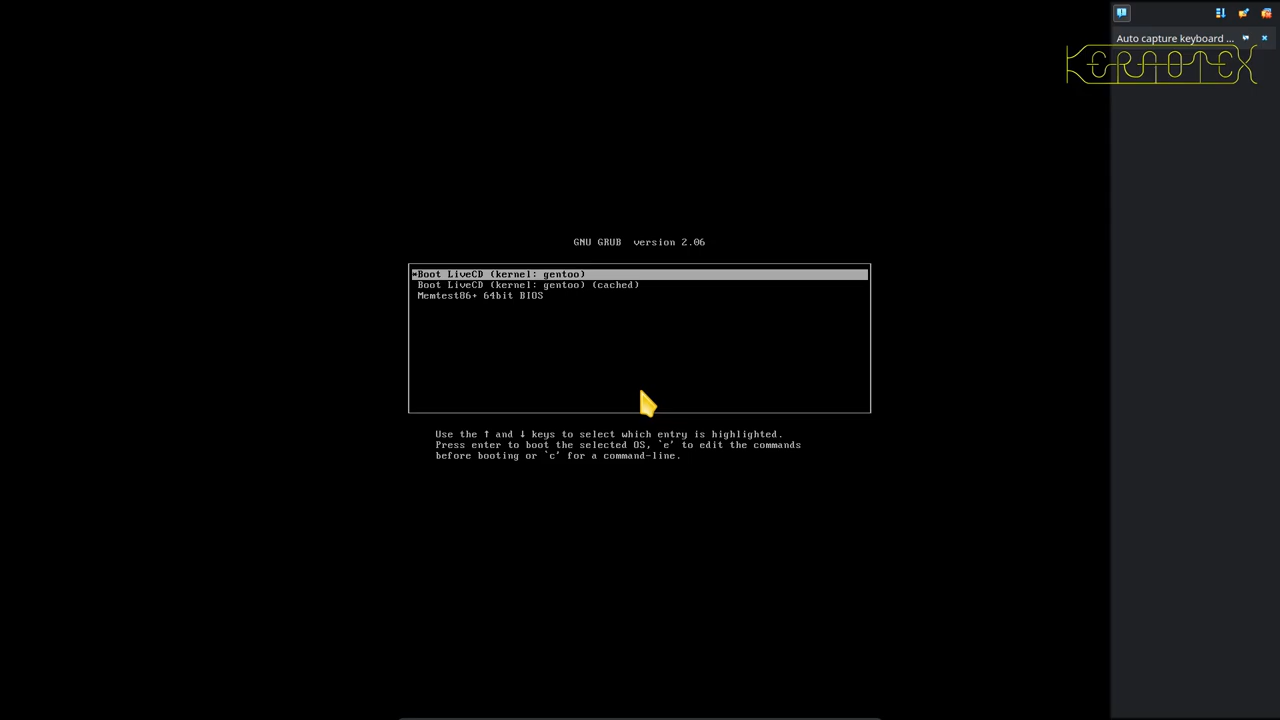 Auto capture keyboard ...
KERNOTEX
GNU GRUB  version 2.06
*Boot LiveCD (kernel: gentoo)
Boot LiveCD (kernel: gentoo) (cached)
Memtest86+ 64bit BIOS
Use the ↑ and ↓ keys to select which entry is highlighted.
Press enter to boot the selected OS, `e' to edit the commands
before booting or `c' for a command-line.